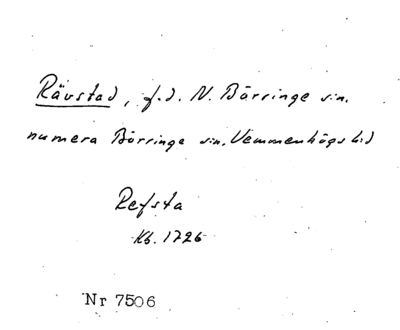 Rävstad, f.d. N. Börringe sn.
numera Börringe sn. Vemmenhögs hd
Refsta
Kb. 1726
Nr 7506